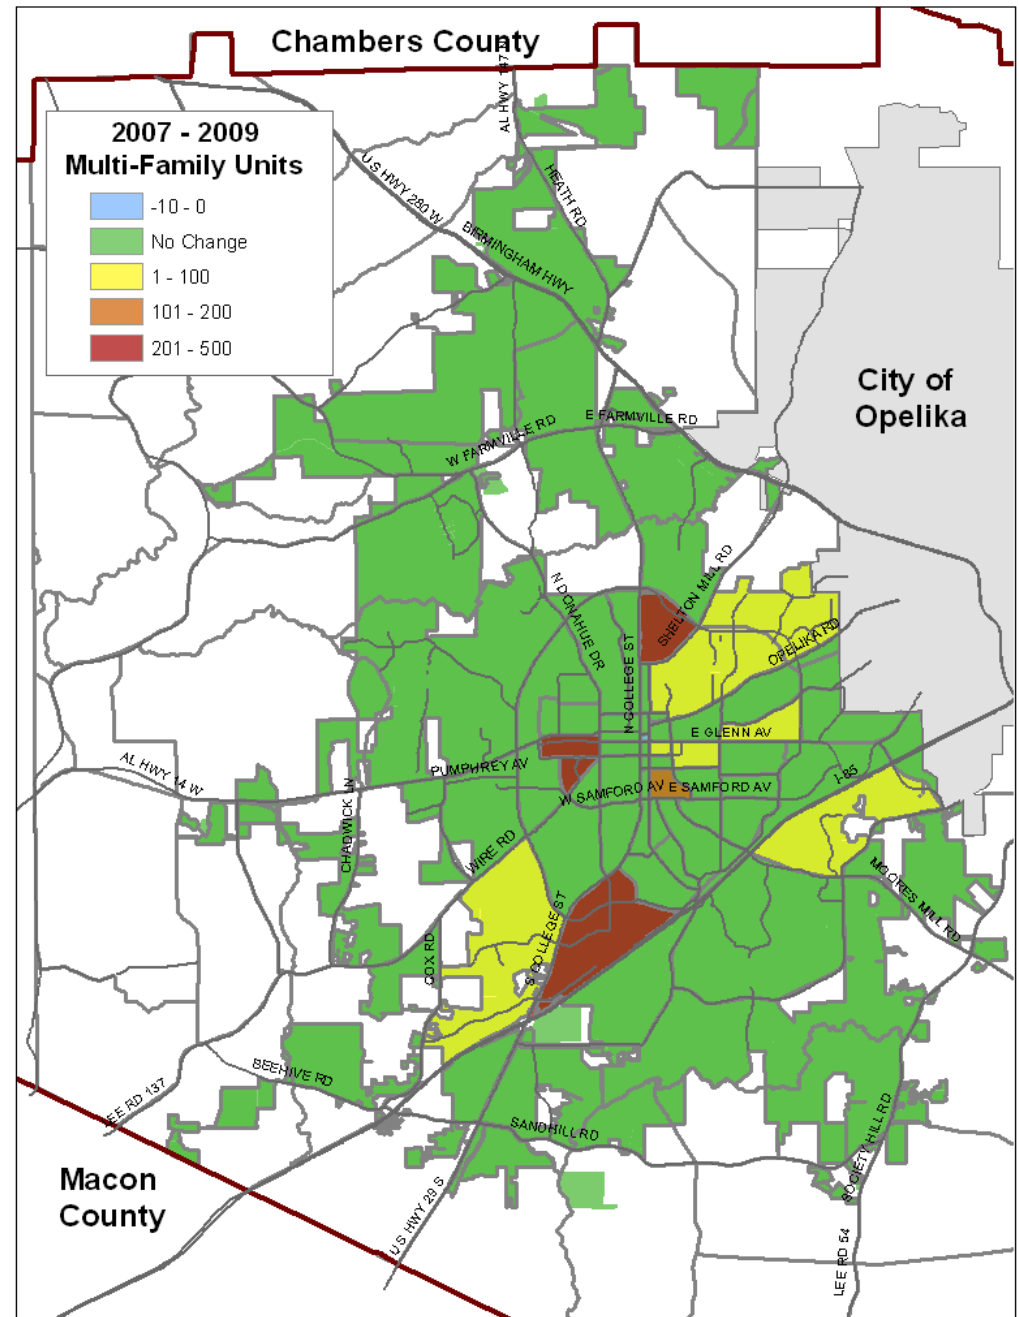 Chambers County
AL HWY 147 N
2007 - 2009
Multi-Family Units
-10 - 0
No Change
1 - 100
101 - 200
201 - 500
US HWY 280 W
HEATH RD
BIRMINGHAM HWY
City of
Opelika
E FARMVILLE RD
W FARMVILLE RD
N DONAHUE DR
N COLLEGE ST
SHELTON MILL RD
OPELIKA RD
E GLENN AV
AL HWY 14 W
PUMPHREY AV
I-85
W SAMFORD AV
E SAMFORD AV
CHADWICK LN
WIRE RD
MOORES MILL RD
S COLLEGE ST
COX RD
BEEHIVE RD
LEE RD 137
SANDHILL RD
SOCIETY HILL RD
Macon
County
US HWY 29 S
LEE RD 54